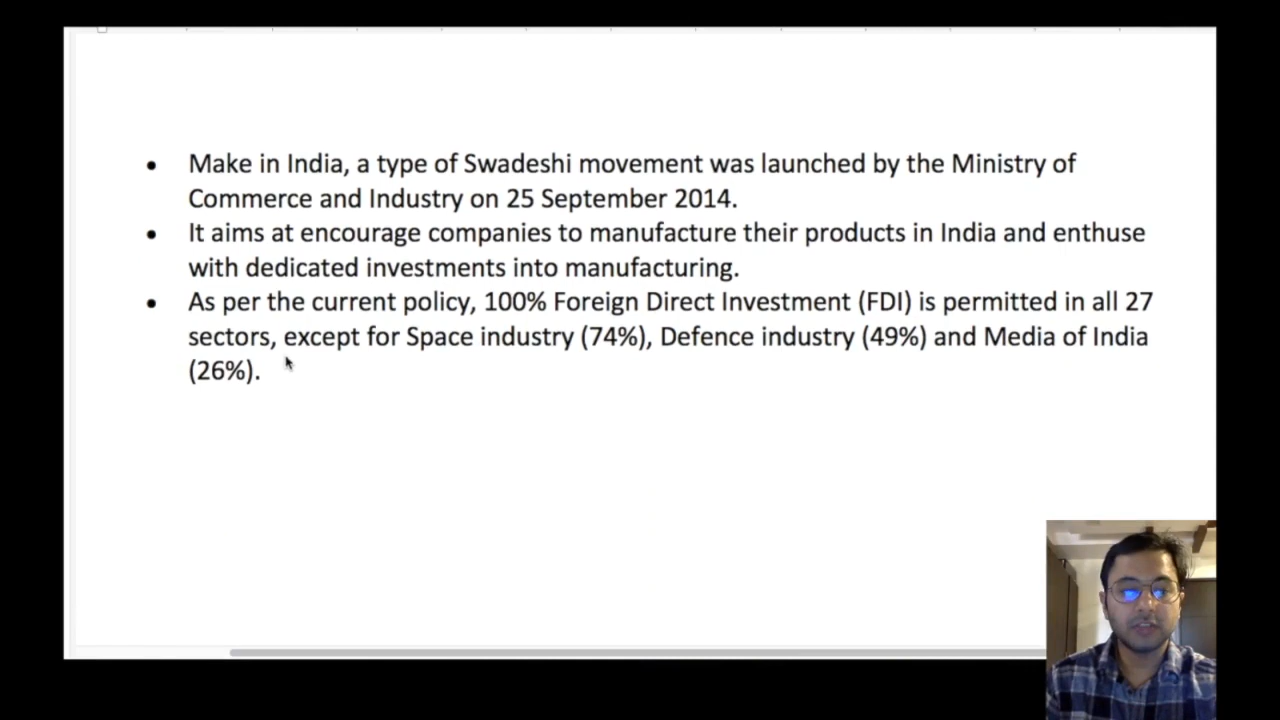 • Make in India, a type of Swadeshi movement was launched by the Ministry of
Commerce and Industry on 25 September 2014.
• It aims at encourage companies to manufacture their products in India and enthuse
with dedicated investments into manufacturing.
• As per the current policy, 100% Foreign Direct Investment (FDI) is permitted in all 27
sectors, except for Space industry (74%), Defence industry (49%) and Media of India
(26%).